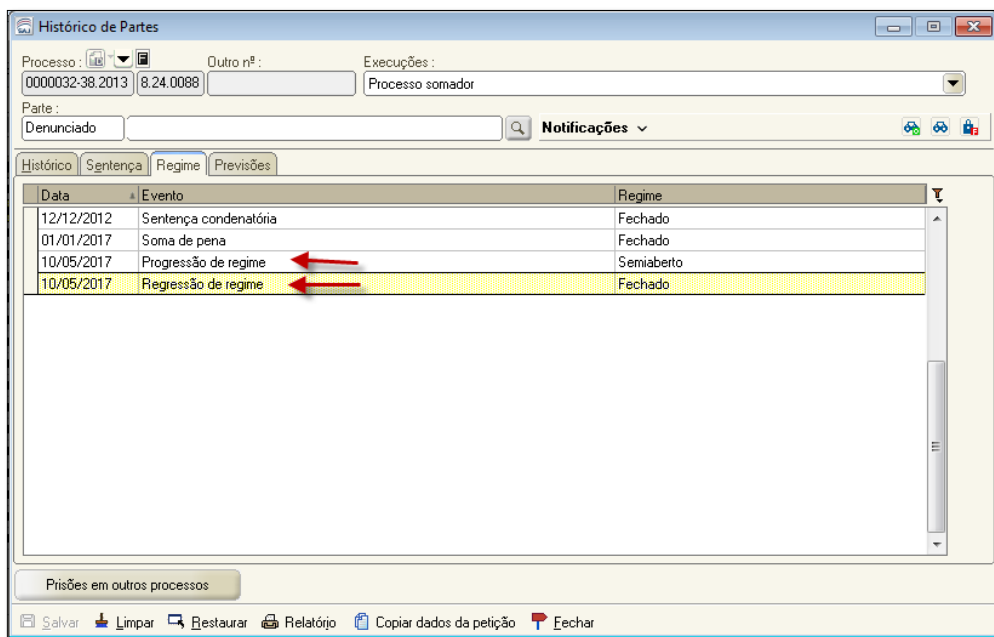 Histórico de Partes
Processo : Outro nº : Execuções :
0000032-38.2013 8.24.0088 Processo somador
Parte :
Denunciado Notificações
Histórico Sentença Regime Previsões
Data Evento Regime
12/12/2012 Sentença condenatória Fechado
01/01/2017 Soma de pena Fechado
10/05/2017 Progressão de regime Semiaberto
10/05/2017 Regressão de regime Fechado
Prisões em outros processos
Salvar Limpar Restaurar Relatório Copiar dados da petição Fechar